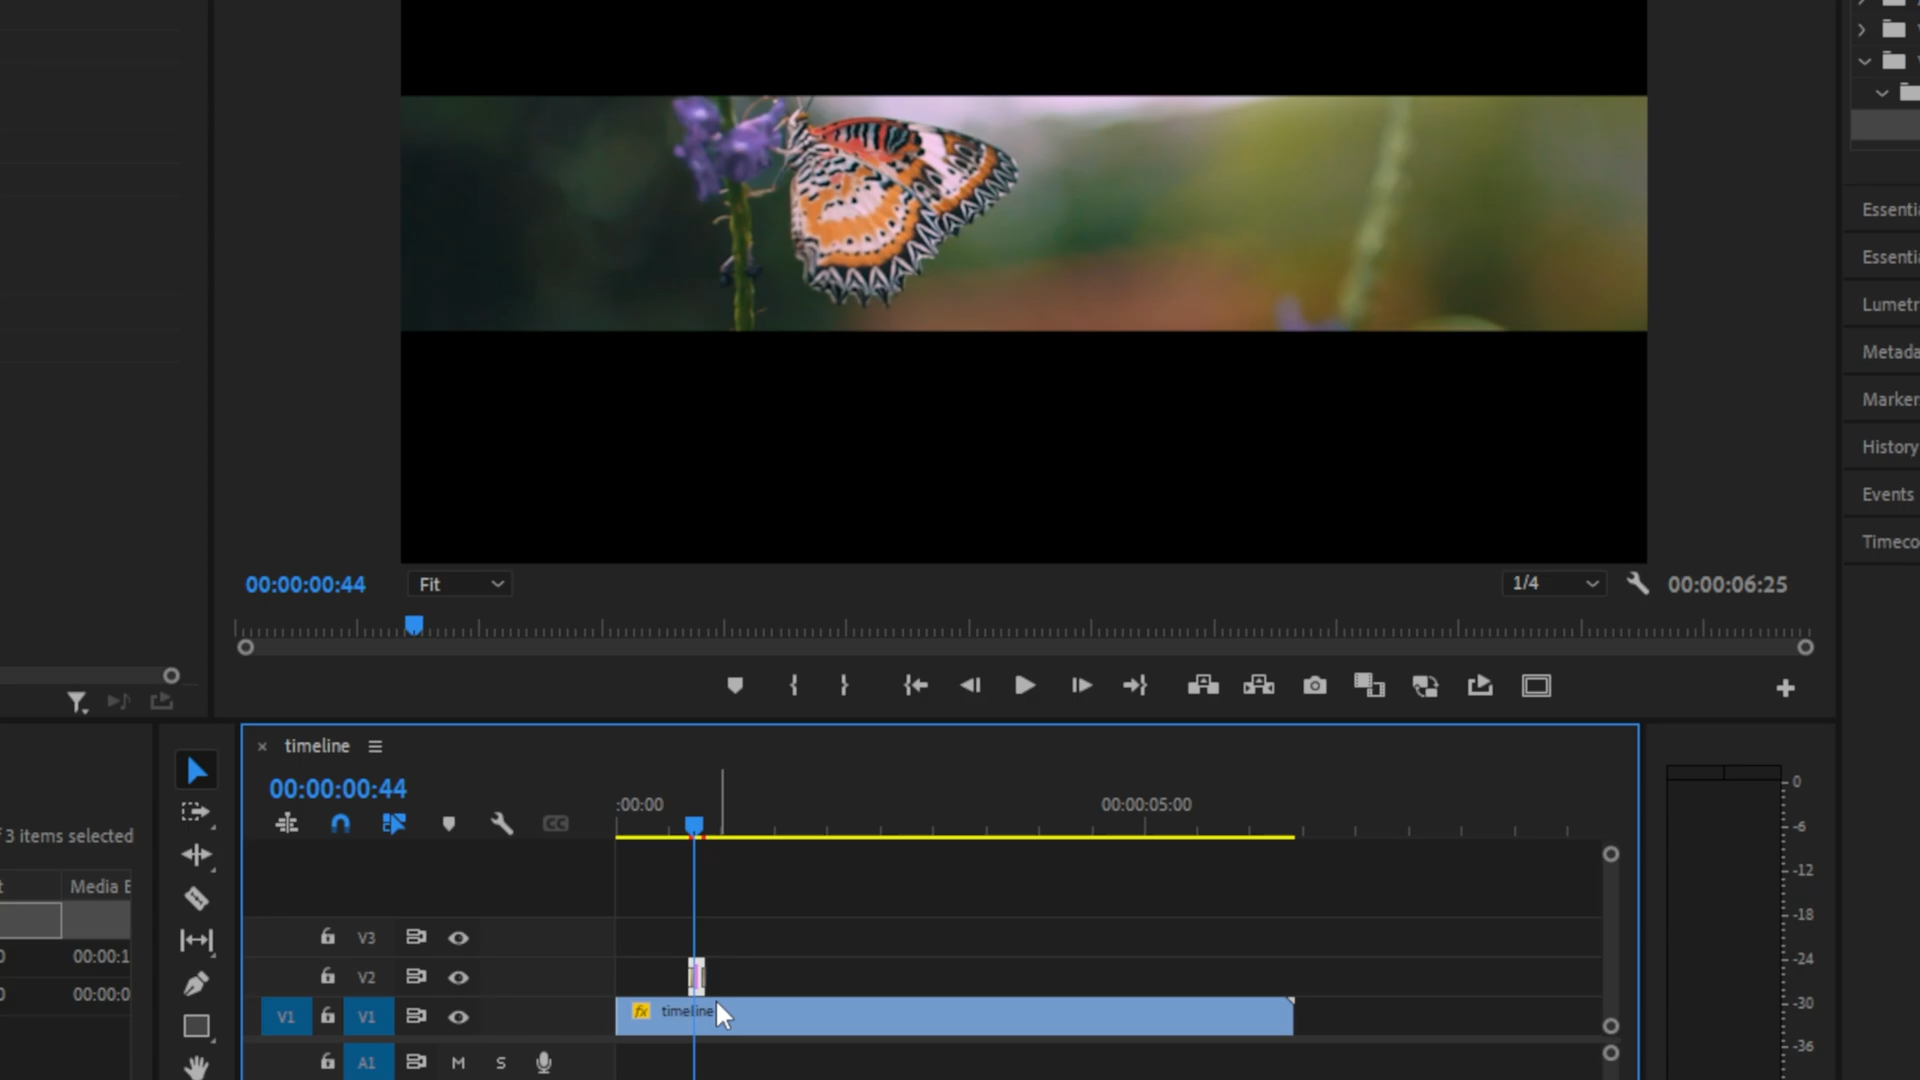 Essenti
Essenti
Lumetr
Metada
Marker
History
Events
Timeco
00:00:00:44
Fit
1/4
00:00:06:25
timeline
00:00:00:44
:00:00
00:00:05:00
CC
3 items selected
t
Media E
00:00:1
00:00:0
V3
V2
V1
V1
fx timeline
A1
M
S
0
-6
-12
-18
-24
-30
-36